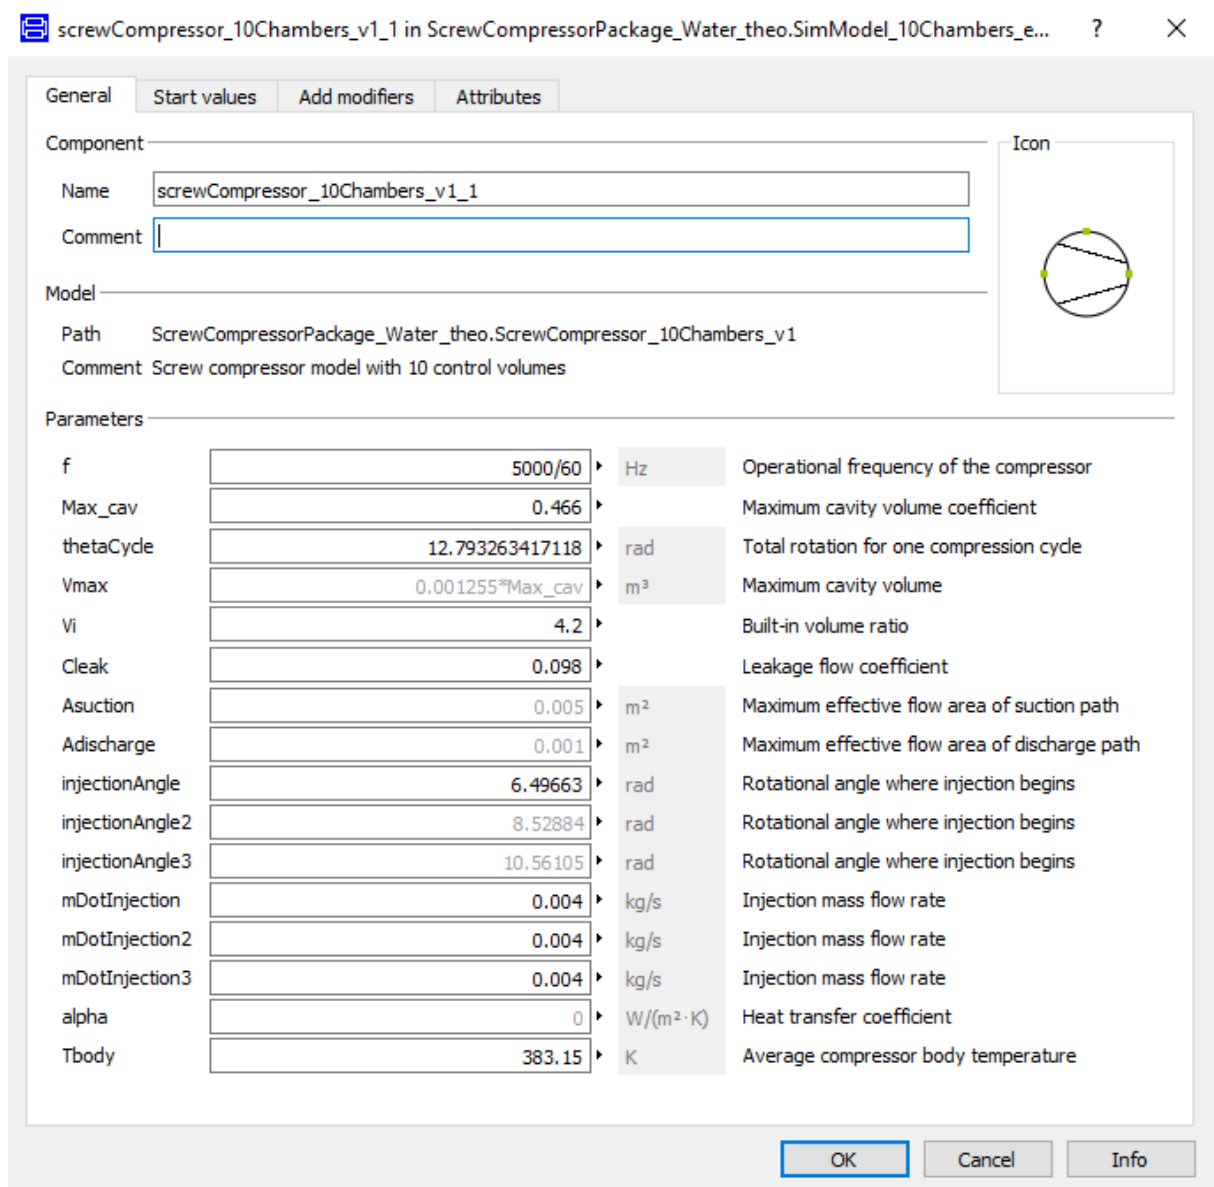 screwCompressor_10Chambers_v1_1 in ScrewCompressorPackage_Water_theo.SimModel_10Chambers_e... ?
General Start values Add modifiers Attributes
Component Icon
Name screwCompressor_10Chambers_v1_1
Comment
Model
Path ScrewCompressorPackage_Water_theo.ScrewCompressor_10Chambers_v1
Comment Screw compressor model with 10 control volumes
Parameters
f 5000/60 Hz Operational frequency of the compressor
Max_cav 0.466 Maximum cavity volume coefficient
thetaCycle 12.793263417118 rad Total rotation for one compression cycle
Vmax 0.001255*Max_cav m³ Maximum cavity volume
Vi 4.2 Built-in volume ratio
Cleak 0.098 Leakage flow coefficient
Asuction 0.005 m² Maximum effective flow area of suction path
Adischarge 0.001 m² Maximum effective flow area of discharge path
injectionAngle 6.49663 rad Rotational angle where injection begins
injectionAngle2 8.52884 rad Rotational angle where injection begins
injectionAngle3 10.56105 rad Rotational angle where injection begins
mDotInjection 0.004 kg/s Injection mass flow rate
mDotInjection2 0.004 kg/s Injection mass flow rate
mDotInjection3 0.004 kg/s Injection mass flow rate
alpha 0 W/(m²·K) Heat transfer coefficient
Tbody 383.15 K Average compressor body temperature
OK Cancel Info